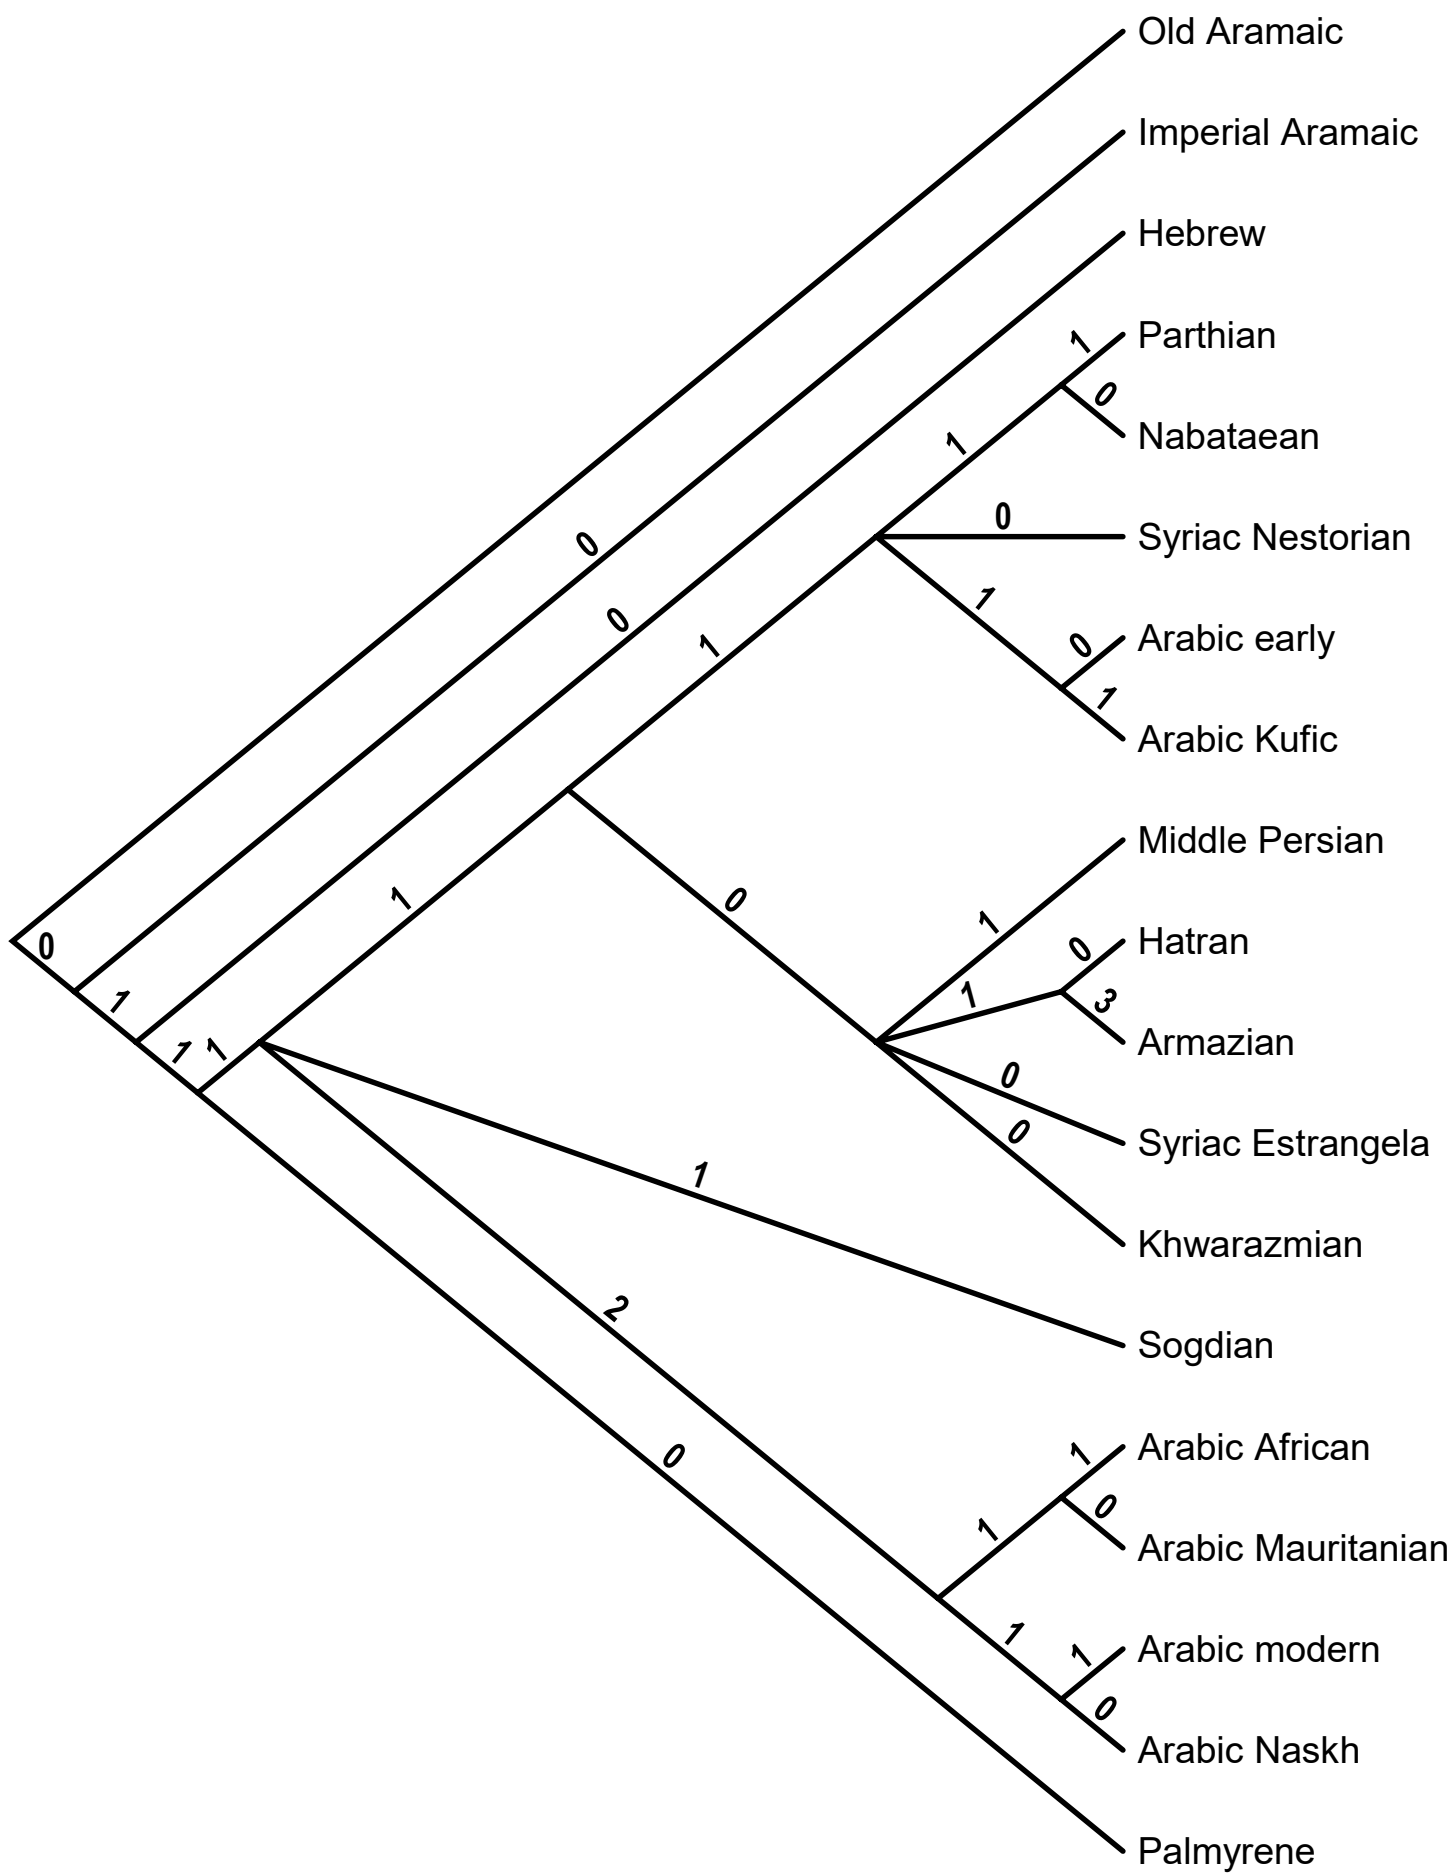 Old Aramaic
Imperial Aramaic
Hebrew
1 Parthian
0 Nabataean
1
0 Syriac Nestorian
0
1
0 Arabic early
0
1
1 Arabic Kufic
Middle Persian
1
0
1
0 Hatran
0
1
3 Armazian
1
1 1
0 Syriac Estrangela
0
1
Khwarazmian
2
Sogdian
1 Arabic African
0
0 Arabic Mauritanian
1
1
1 Arabic modern
0 Arabic Naskh
Palmyrene